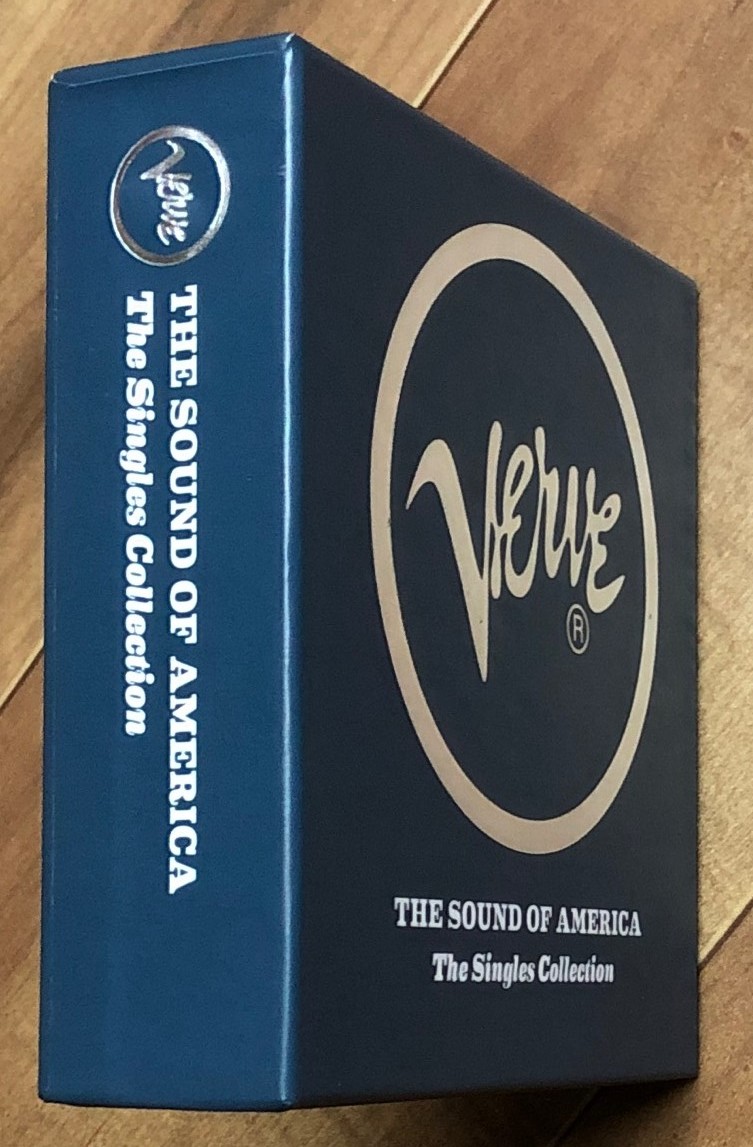 Verve
THE SOUND OF AMERICA
The Singles Collection
Verve
®
THE SOUND OF AMERICA
The Singles Collection